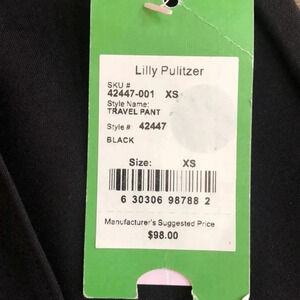 Lilly Pulitzer
SKU #
42447-001 XS
Style Name:
TRAVEL PANT
Style #: 42447
BLACK
Size: XS
6 30306 98788 2
Manufacturer's Suggested Price
$98.00